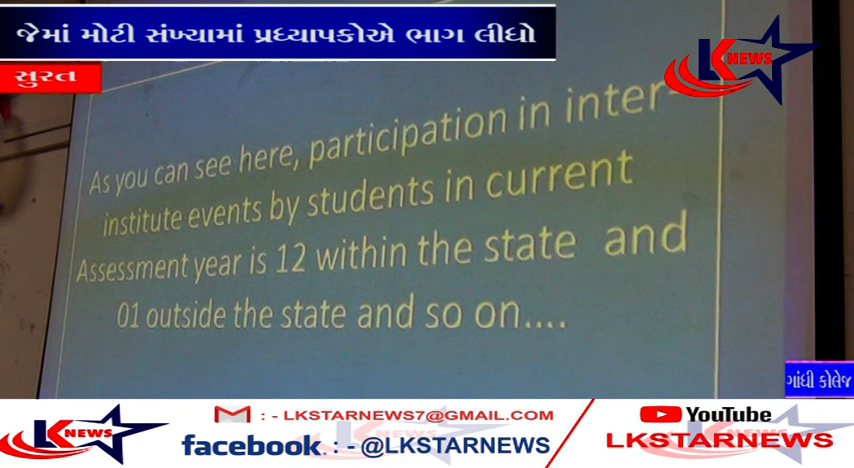 જેમાં મોટી સંખ્યામાં પ્રધ્યાપકોએ ભાગ લીધો
સુરત
LK NEWS
As you can see here, participation in inter-
institute events by students in current
Assessment year is 12 within the state and
01 outside the state and so on....
ગાંધી કોલેજ
LK NEWS
: - LKSTARNEWS7@GMAIL.COM
facebook. : - @LKSTARNEWS
YouTube
LKSTARNEWS